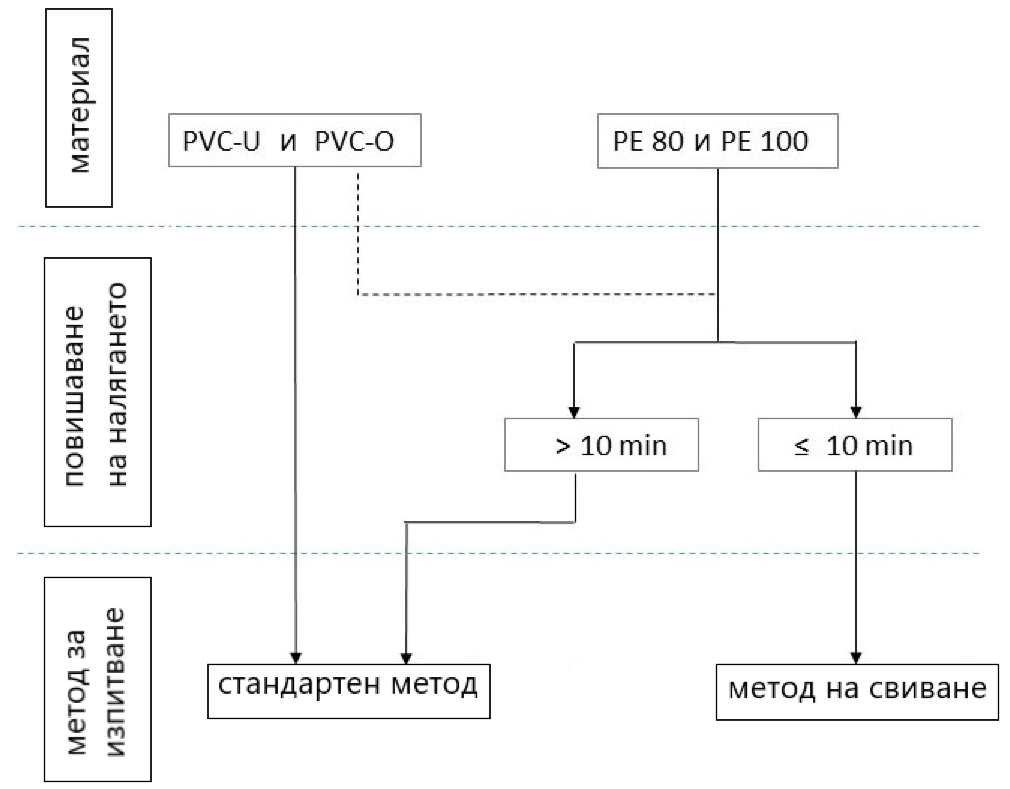 материал
PVC-U и PVC-O
PE 80 и PE 100
повишаване
на налягането
> 10 min
≤ 10 min
метод за
изпитване
стандартен метод
метод на свиване